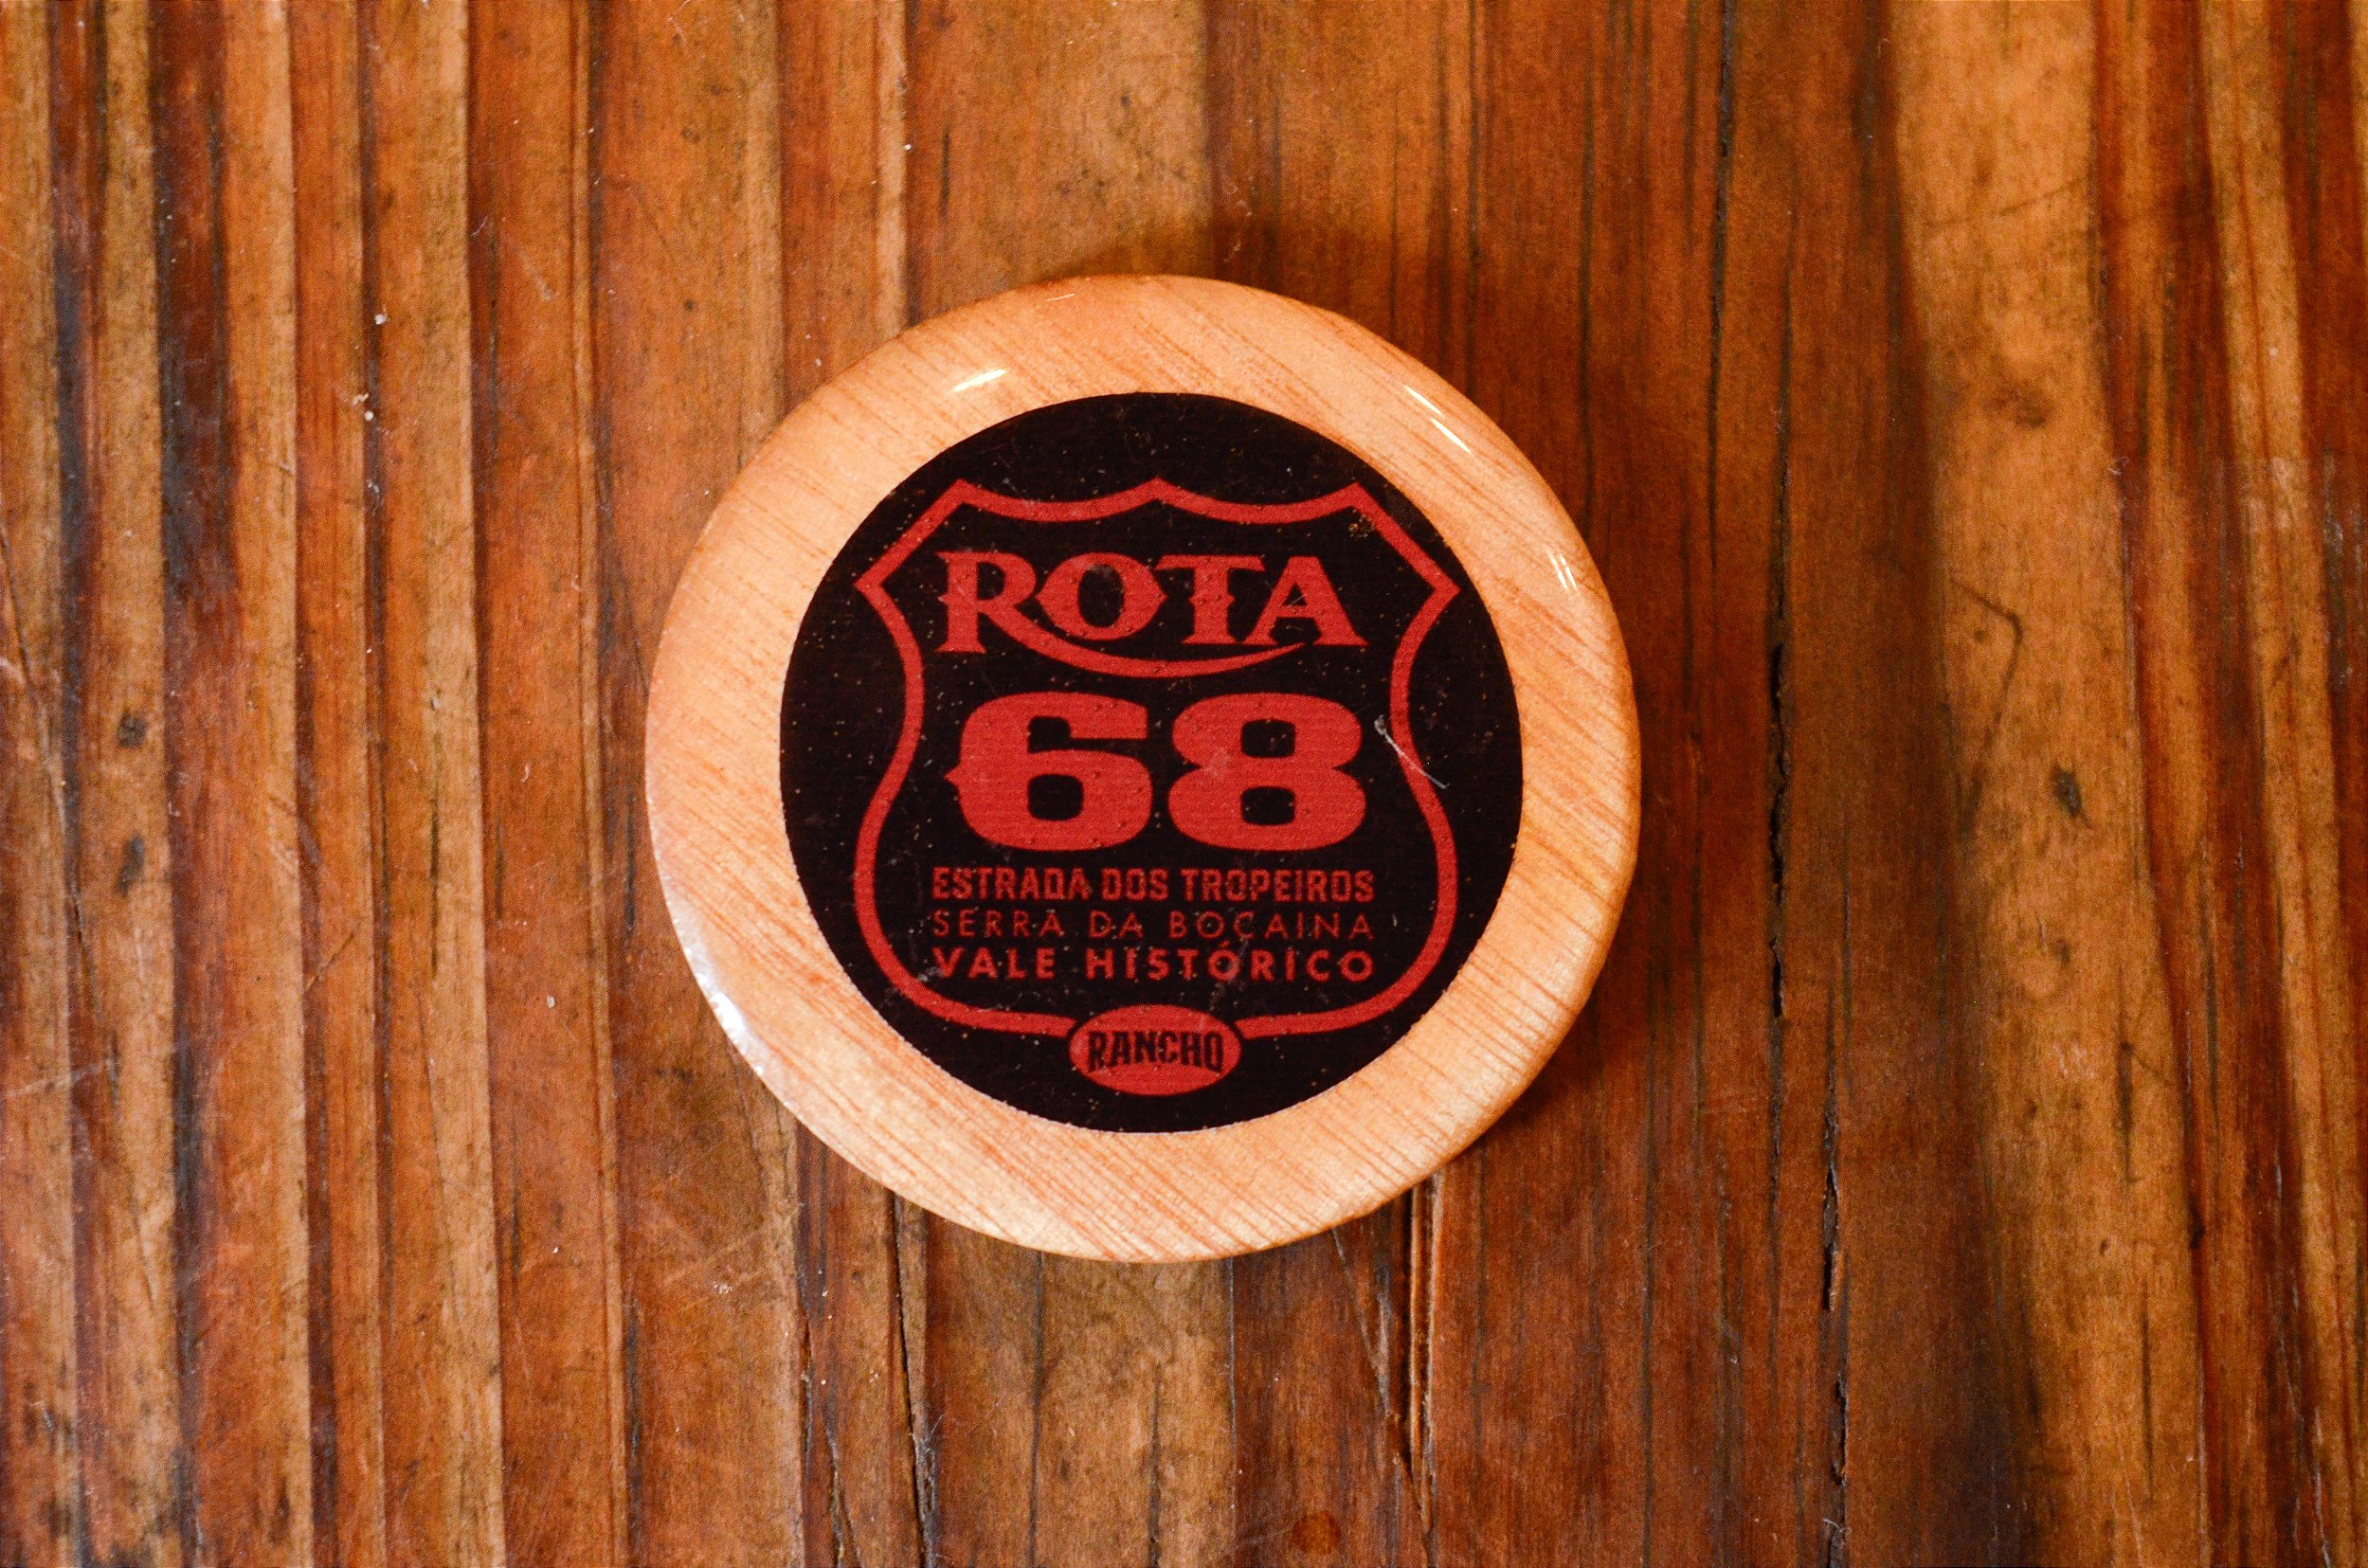 ROTA
68
ESTRADA DOS TROPEIROS
SERRA DA BOCAINA
VALE HISTÓRICO
RANCHO